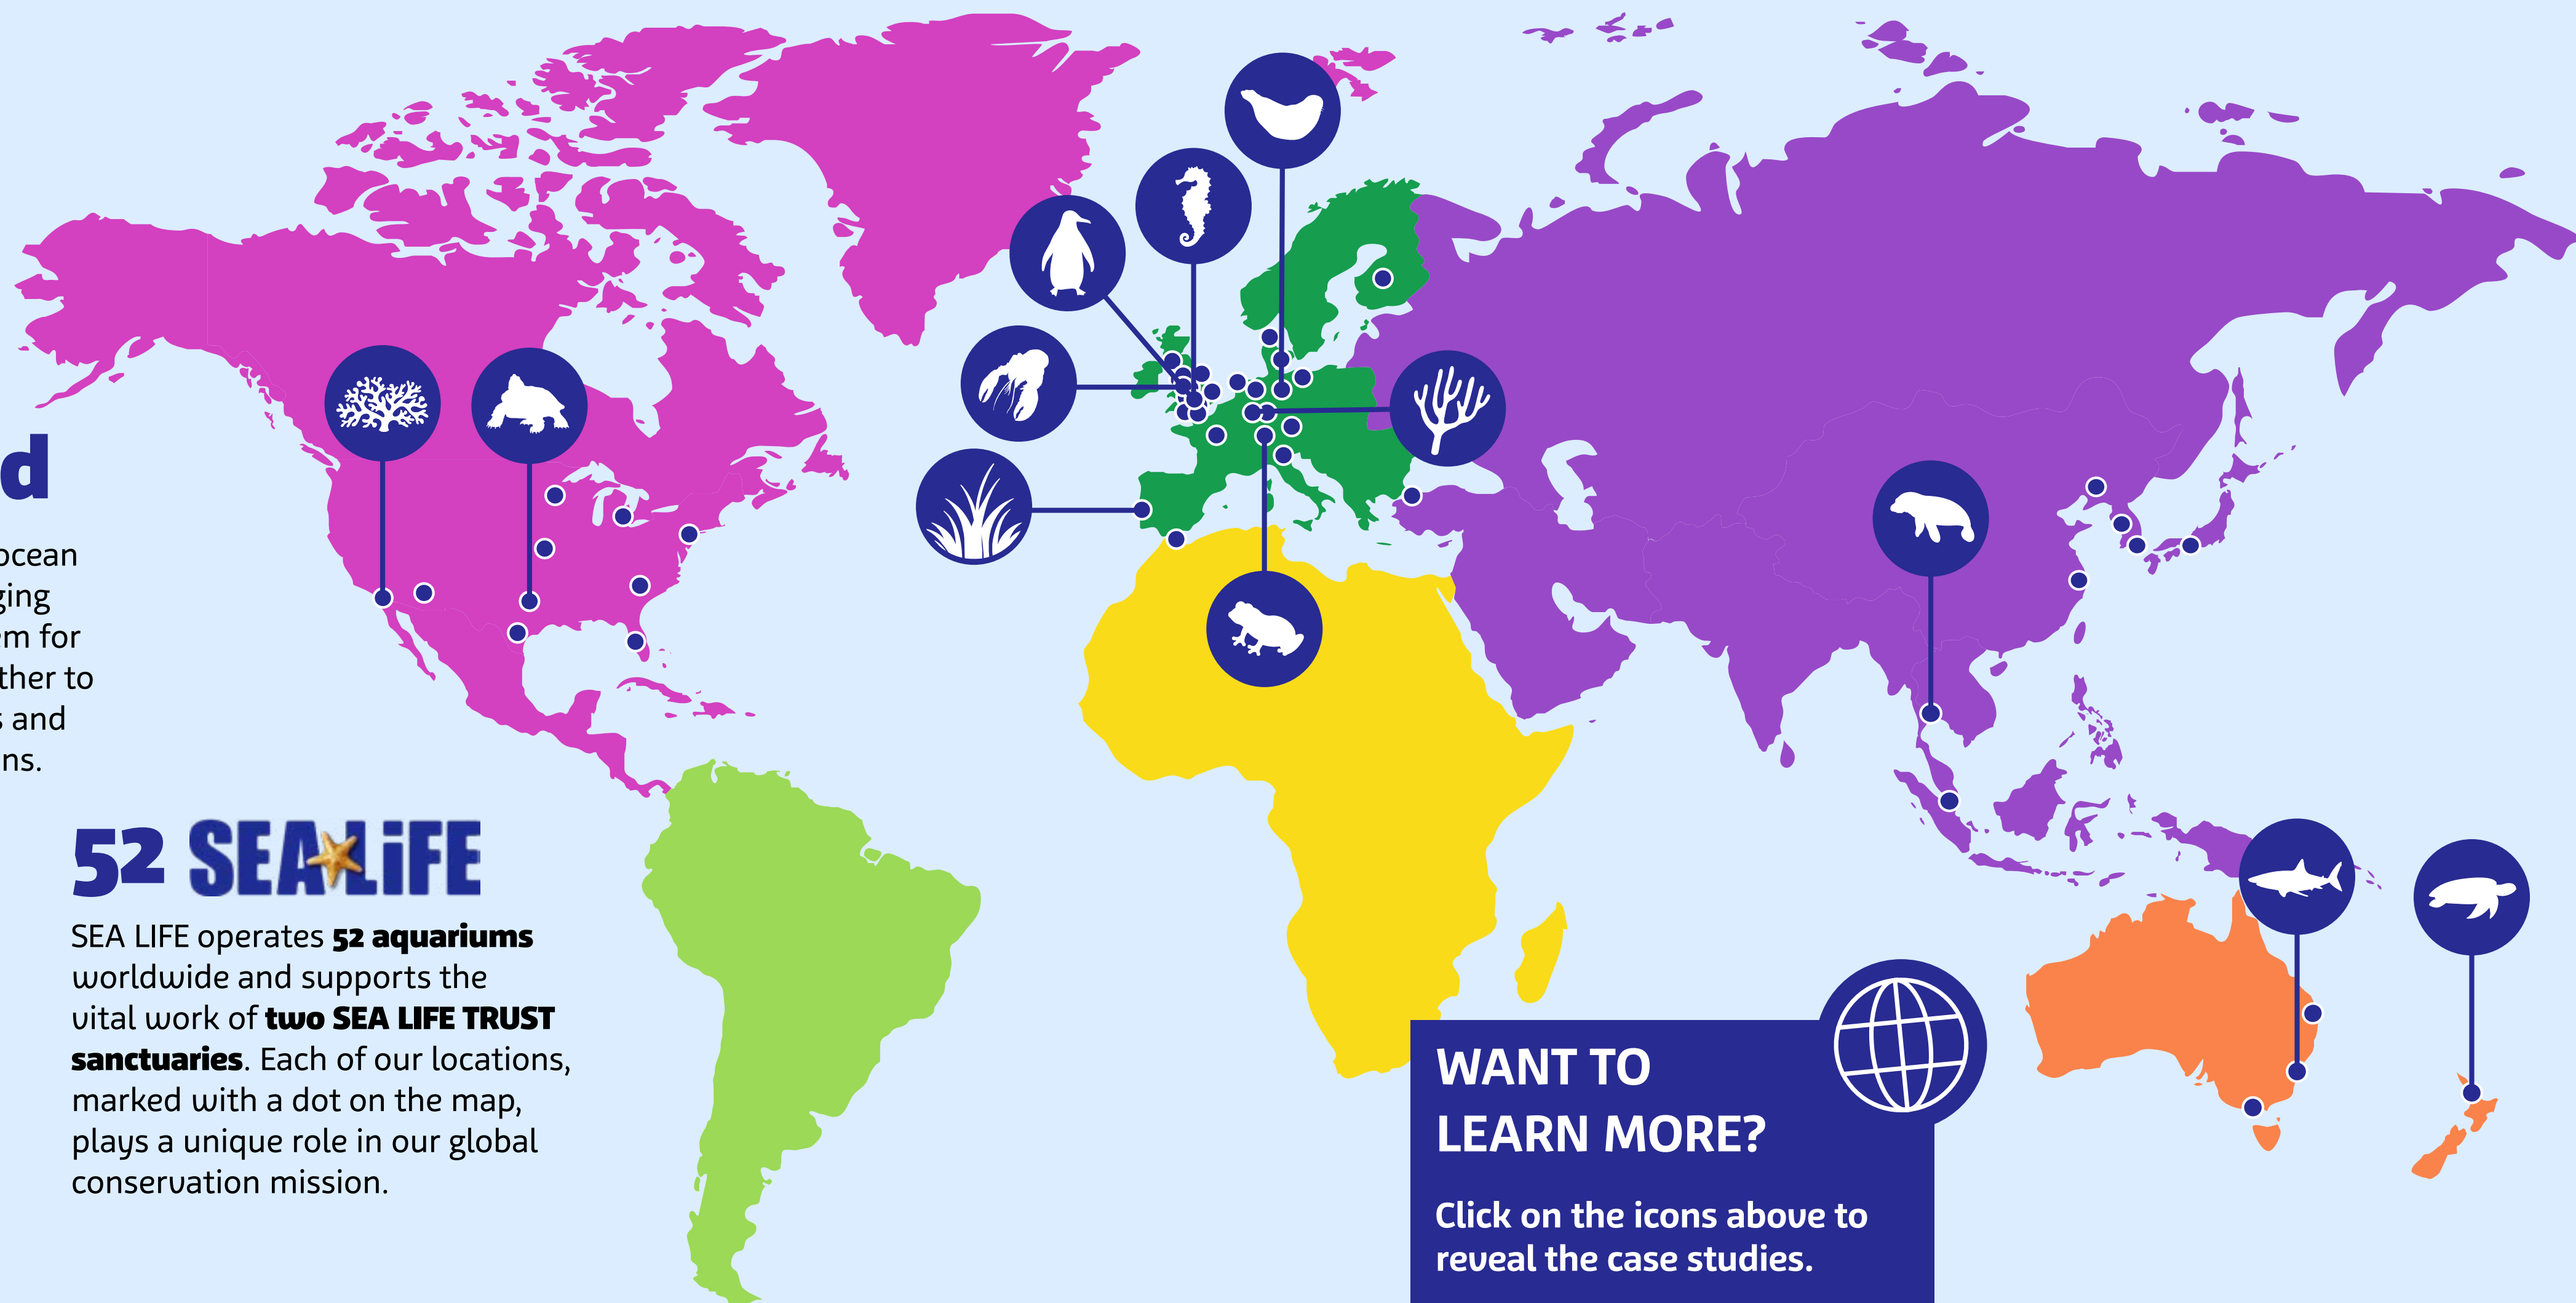 d
ocean
ging
em for
ther to
s and
ns.
52 SEA LiFE
SEA LIFE operates 52 aquariums
worldwide and supports the
vital work of two SEA LIFE TRUST
sanctuaries. Each of our locations,
marked with a dot on the map,
plays a unique role in our global
conservation mission.
WANT TO
LEARN MORE?
Click on the icons above to
reveal the case studies.